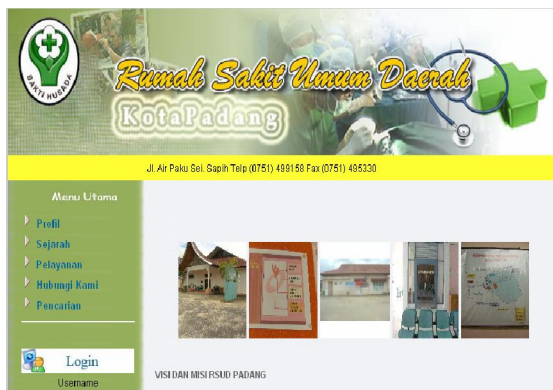 BAKTI HUSADA
Rumah Sakit Umum Daerah
KotaPadang
Jl. Air Paku Sei. Sapih Telp (0751) 499158 Fax (0751) 495330
Menu Utama
Profil
Sejarah
Pelayanan
Hubungi Kami
Pencarian
Login
Username
VISI DAN MISI RSUD PADANG